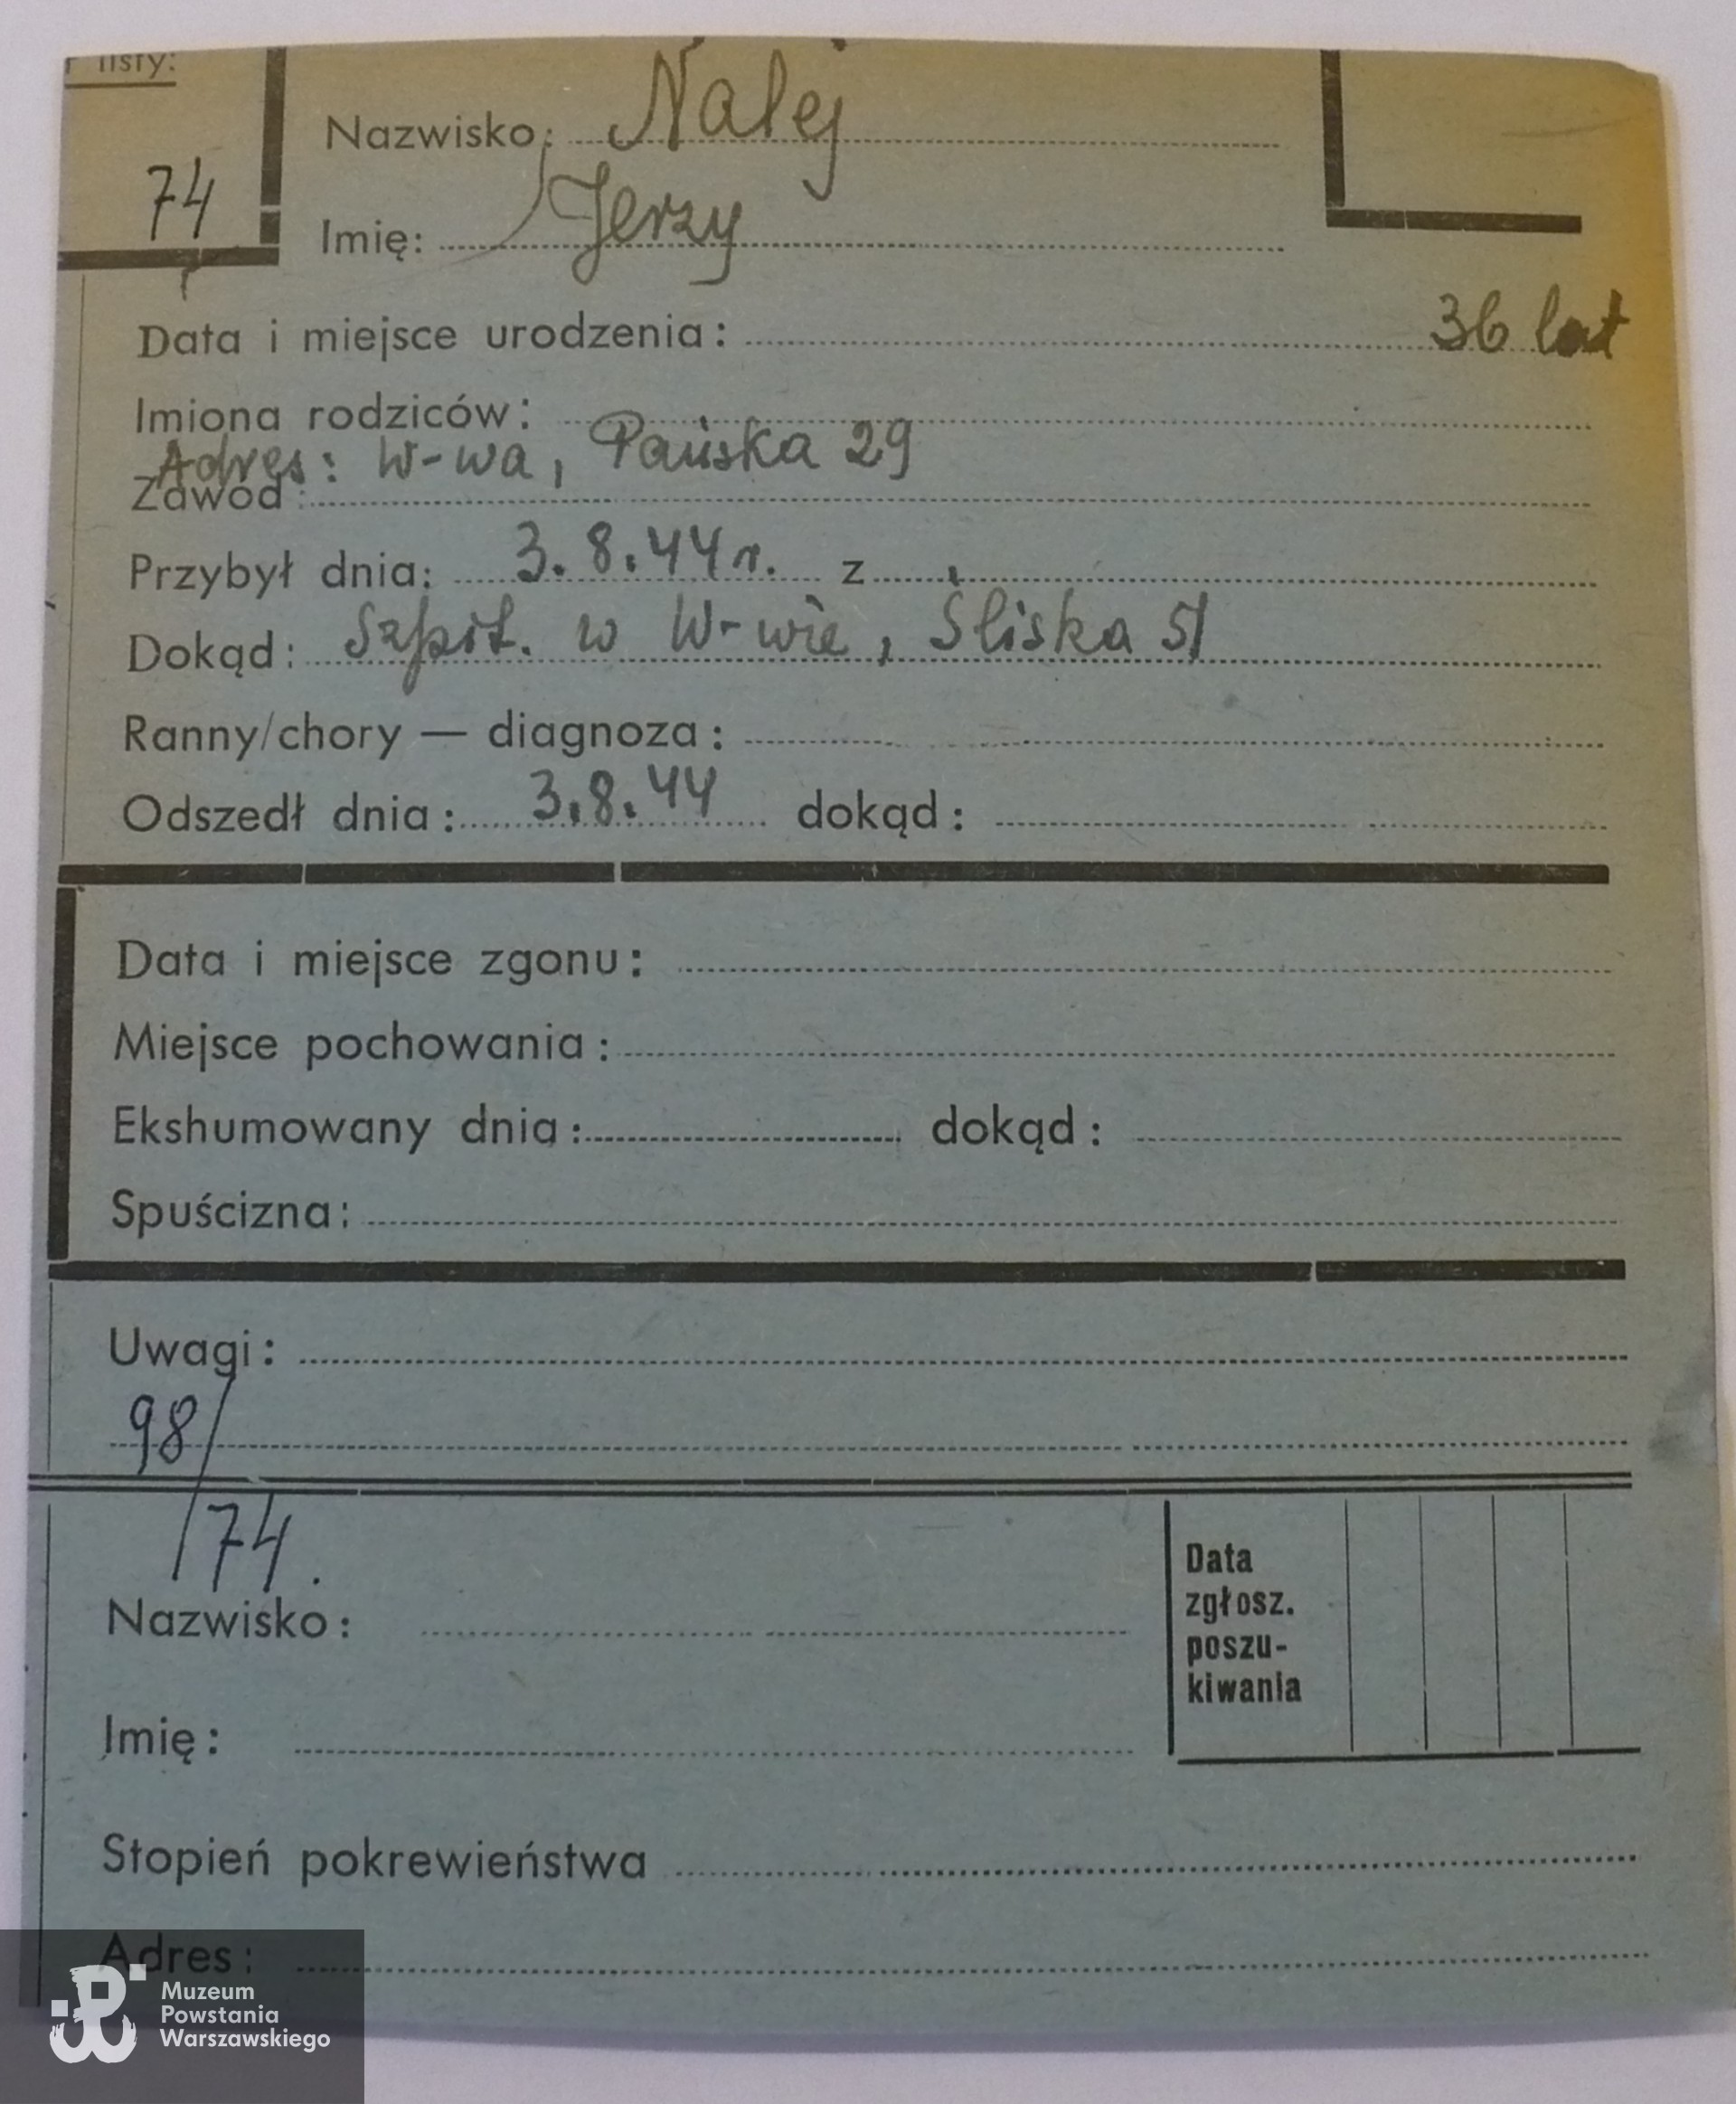 listy:
Nazwisko: Nalej
74
Imię: Jerzy
Data i miejsce urodzenia: 36 lat
Imiona rodziców:
Adres: W-wa, Pańska 29
Zawód:
Przybył dnia: 3.8.44 r. z
Dokąd: Szpit. w W-wie, Śliska 51
Ranny/chory — diagnoza:
Odszedł dnia: 3.8.44 dokąd:
Data i miejsce zgonu:
Miejsce pochowania:
Ekshumowany dnia: dokąd:
Spuścizna:
Uwagi:
98/
/74.
Nazwisko:
Imię:
Data
zgłosz.
poszu-
kiwania
Stopień pokrewieństwa
Adres:
Muzeum
Powstania
Warszawskiego